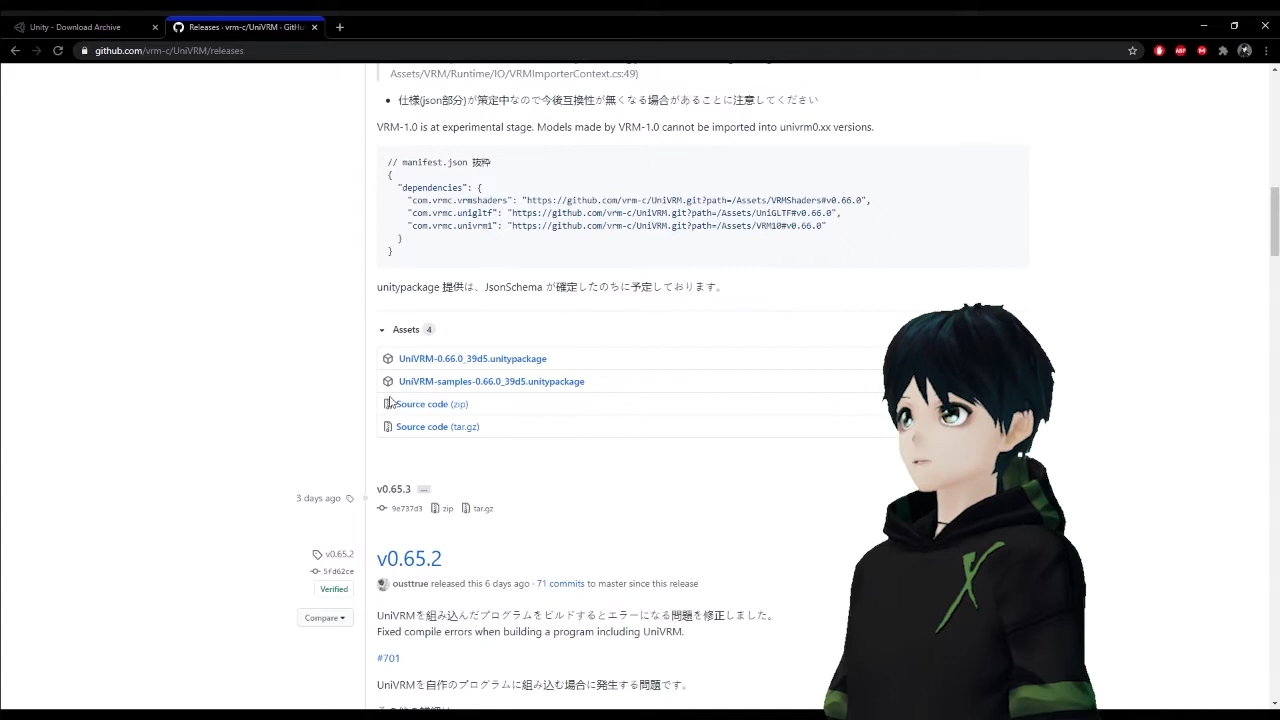 Unity - Download Archive
Releases · vrm-c/UniVRM · GitHu
github.com/vrm-c/UniVRM/releases
Assets/VRM/Runtime/IO/VRMImporterContext.cs:49)
仕様(json部分)が策定中なので今後互換性が無くなる場合があることに注意してください
VRM-1.0 is at experimental stage. Models made by VRM-1.0 cannot be imported into univrm0.xx versions.
// manifest.json 抜粋
{
"dependencies": {
"com.vrmc.vrmshaders": "https://github.com/vrm-c/UniVRM.git?path=/Assets/VRMShaders#v0.66.0",
"com.vrmc.unigltf": "https://github.com/vrm-c/UniVRM.git?path=/Assets/UniGLTF#v0.66.0",
"com.vrmc.univrm1": "https://github.com/vrm-c/UniVRM.git?path=/Assets/VRM10#v0.66.0"
}
}
unitypackage 提供は、JsonSchema が確定したのちに予定しております。
Assets 4
UniVRM-0.66.0_39d5.unitypackage
UniVRM-samples-0.66.0_39d5.unitypackage
Source code (zip)
Source code (tar.gz)
3 days ago
v0.65.3 ...
9e737d3 zip tar.gz
v0.65.2
5fd62ce
Verified
Compare
v0.65.2
ousttrue released this 6 days ago · 71 commits to master since this release
UniVRMを組み込んだプログラムをビルドするとエラーになる問題を修正しました。
Fixed compile errors when building a program including UniVRM.
#701
UniVRMを自作のプログラムに組み込む場合に発生する問題です。